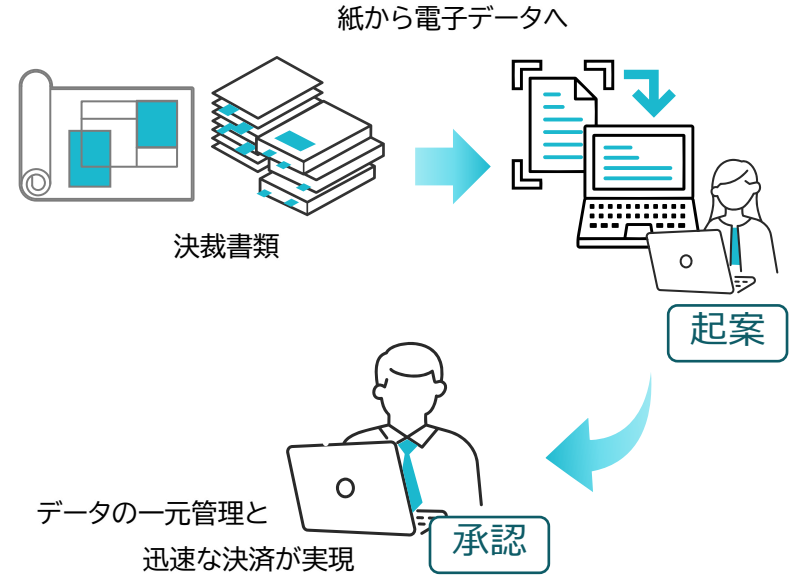 紙から電子データへ
決裁書類
起案
承認
データの一元管理と
迅速な決済が実現